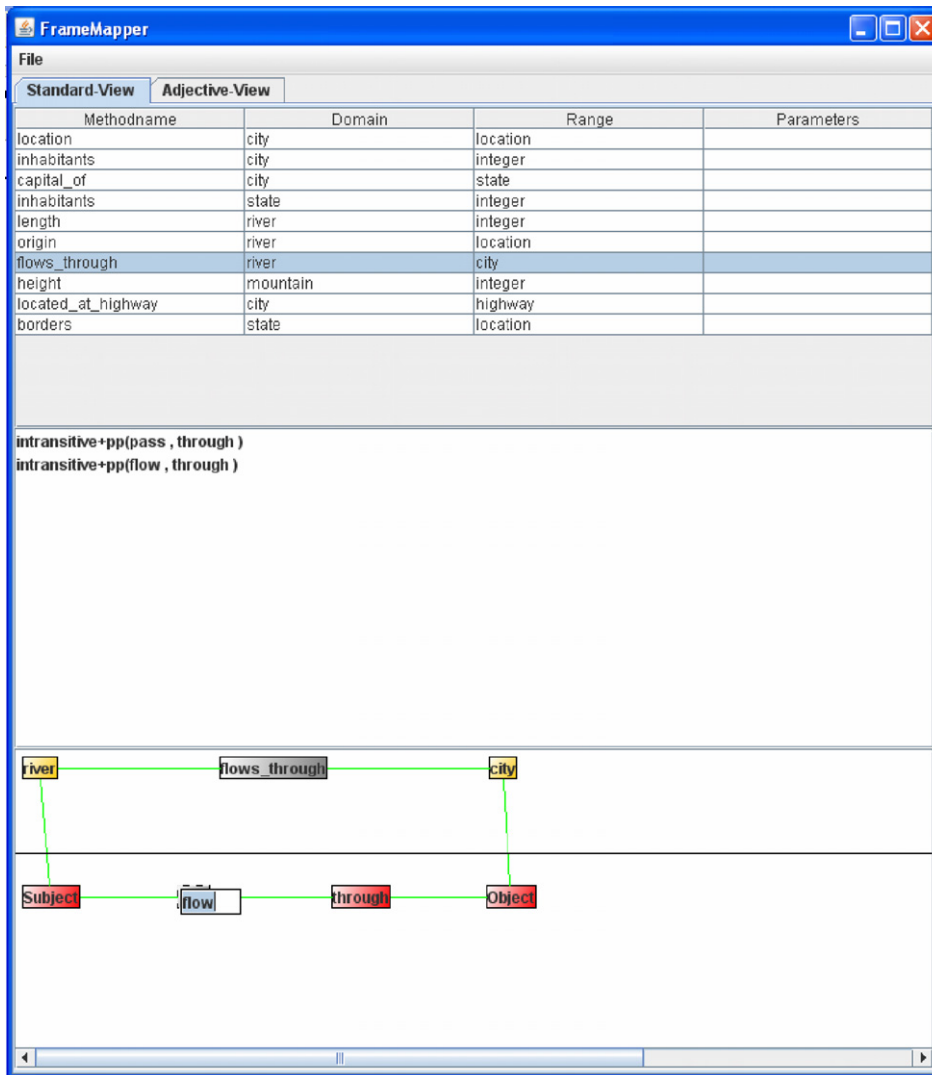 FrameMapper
File
Standard-View Adjective-View
Methodname Domain Range Parameters
location city location
inhabitants city integer
capital_of city state
inhabitants state integer
length river integer
origin river location
flows_through river city
height mountain integer
located_at_highway city highway
borders state location
intransitive+pp(pass , through )
intransitive+pp(flow , through )
river flows_through city
Subject flow through Object